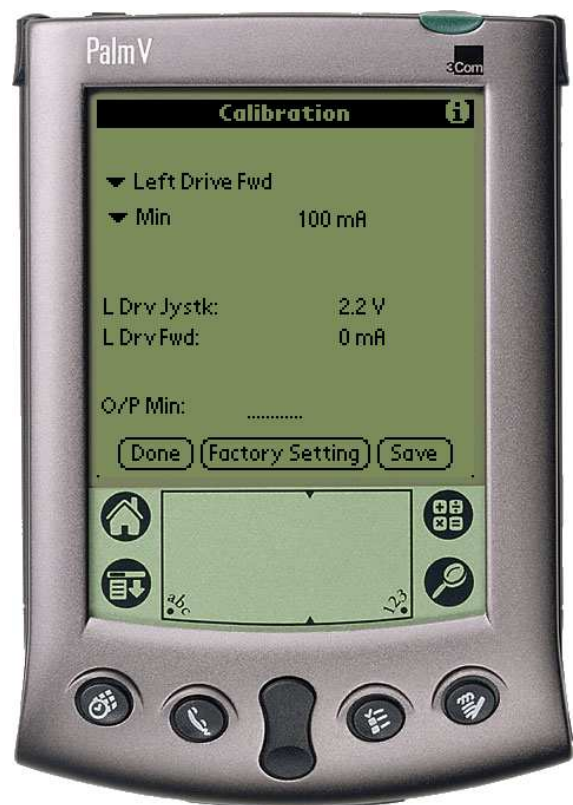 Palm V
3Com
Calibration
Left Drive Fwd
Min 100 mA
L Drv Jystk: 2.2 V
L Drv Fwd: 0 mA
O/P Min: ............
Done Factory Setting Save
abc 123